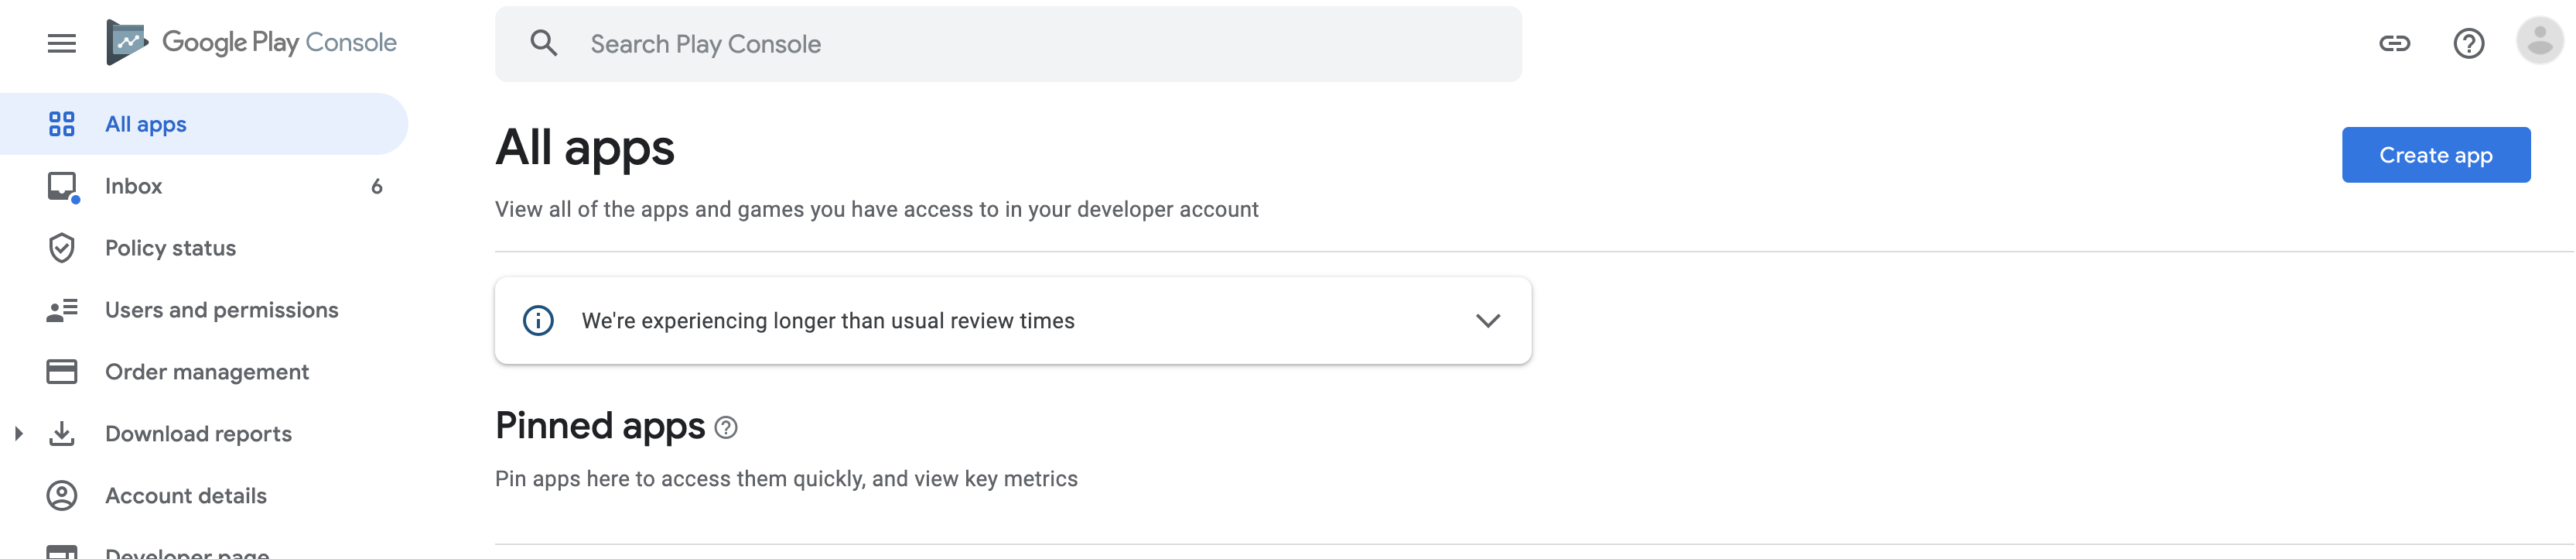 Google Play Console
Search Play Console
All apps
Inbox 6
Policy status
Users and permissions
Order management
Download reports
Account details
Developer page
All apps
Create app
View all of the apps and games you have access to in your developer account
We're experiencing longer than usual review times
Pinned apps
Pin apps here to access them quickly, and view key metrics